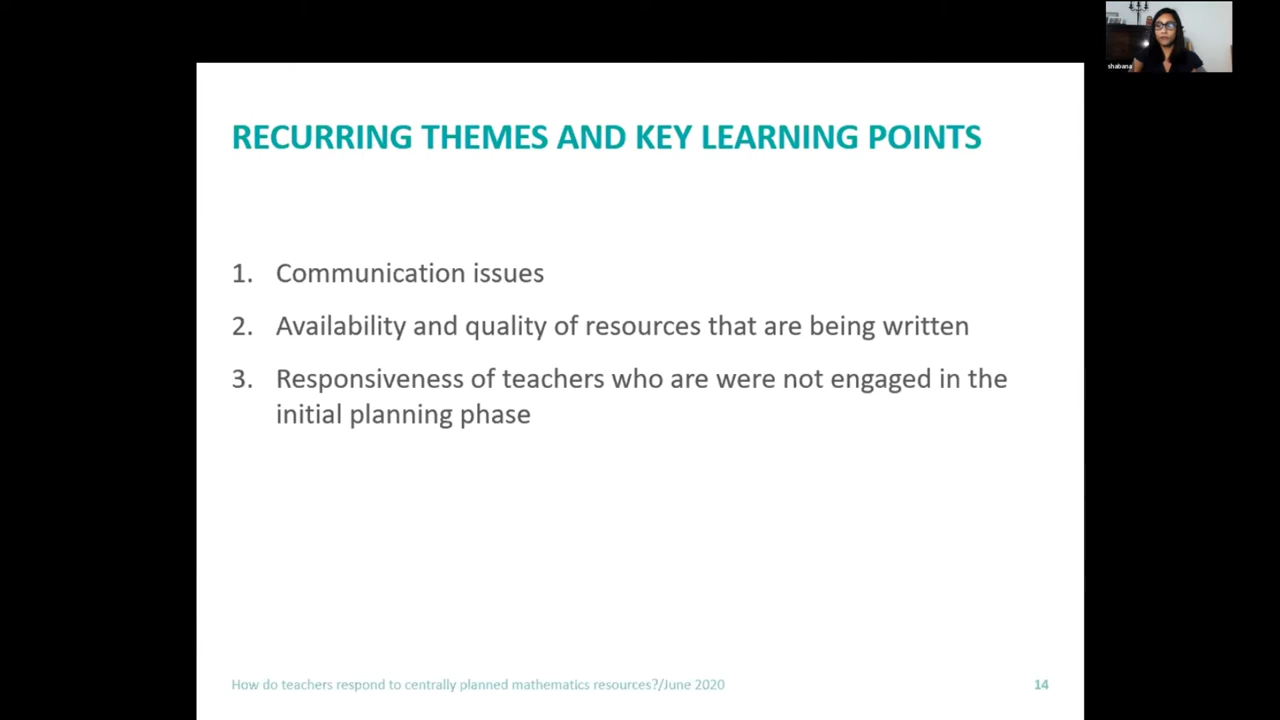 shabana
RECURRING THEMES AND KEY LEARNING POINTS
1. Communication issues
2. Availability and quality of resources that are being written
3. Responsiveness of teachers who are were not engaged in the
initial planning phase
How do teachers respond to centrally planned mathematics resources?/June 2020
14